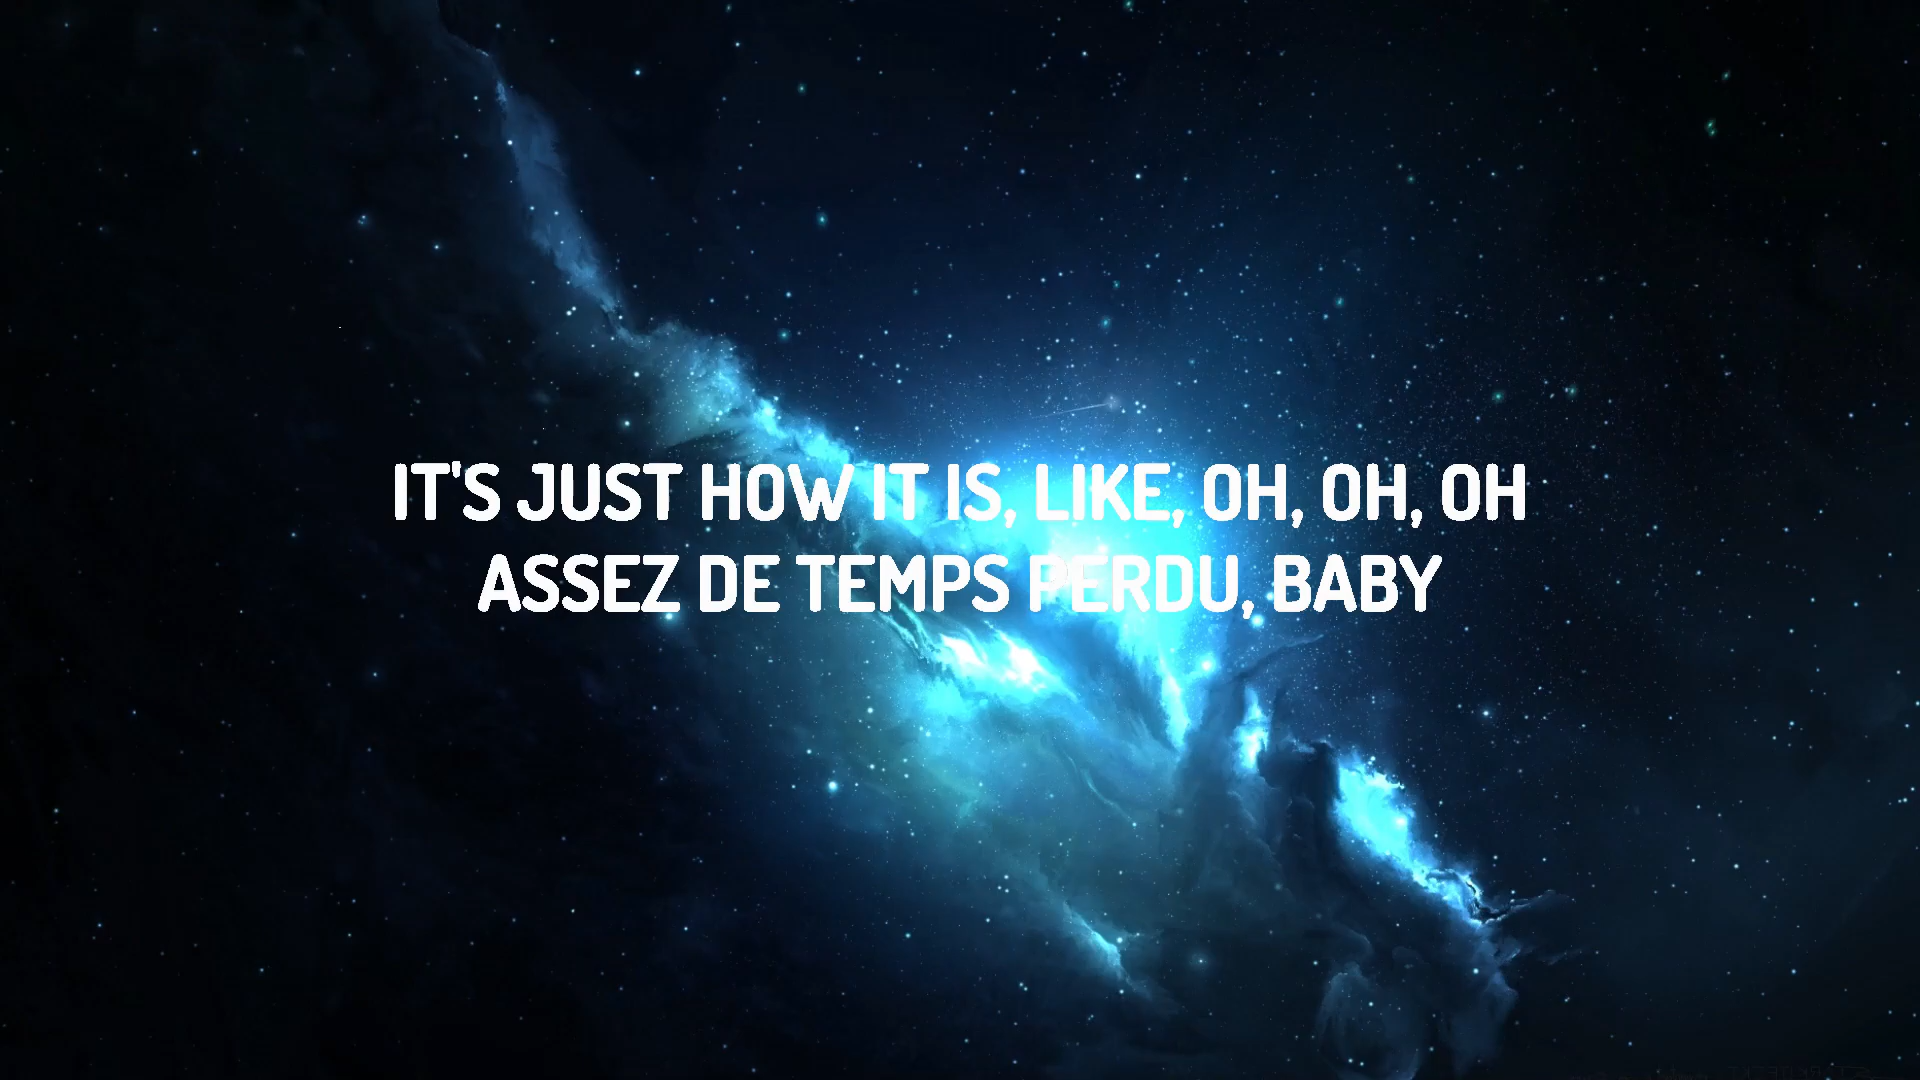 IT'S JUST HOW IT IS, LIKE, OH, OH, OH
ASSEZ DE TEMPS PERDU, BABY